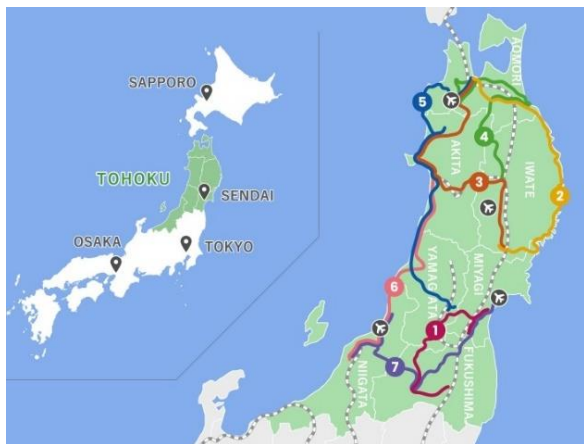 SAPPORO
TOHOKU
SENDAI
OSAKA
TOKYO
AOMORI
5
AKITA
4
IWATE
3
2
YAMAGATA
MIYAGI
6
1
NIIGATA
7
FUKUSHIMA